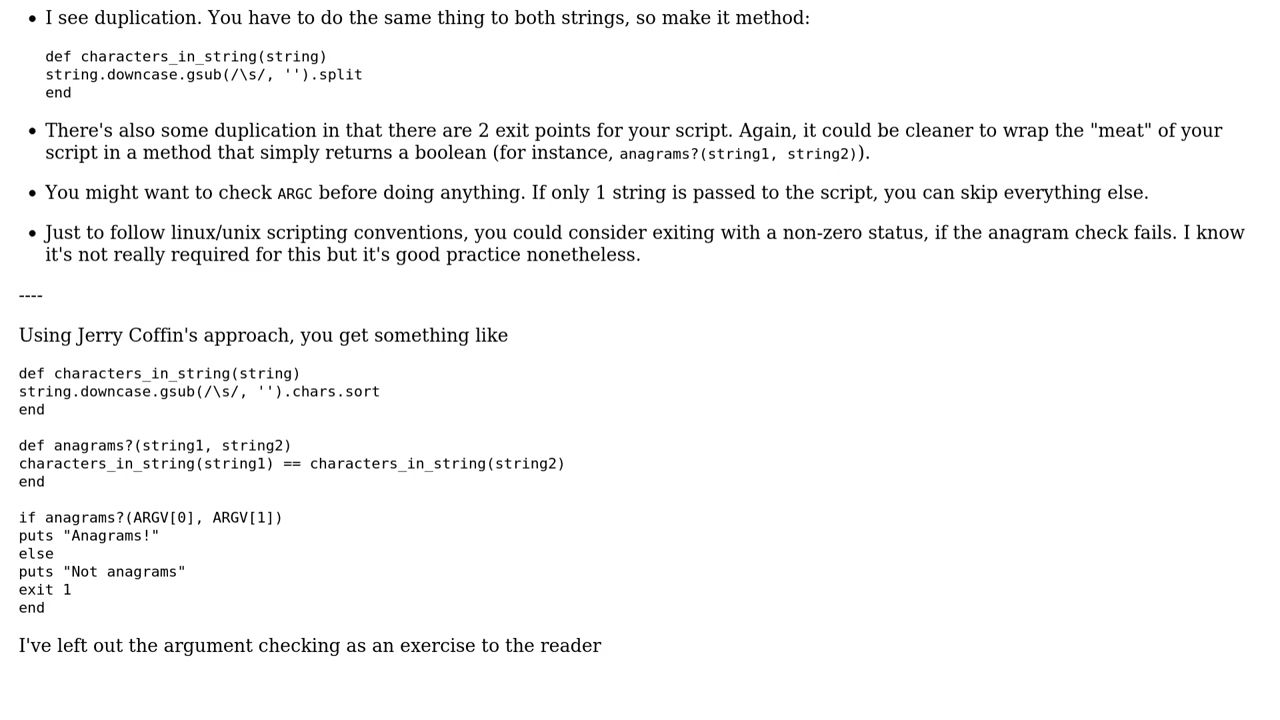 • I see duplication. You have to do the same thing to both strings, so make it method:
def characters_in_string(string)
string.downcase.gsub(/\s/, '').split
end
• There's also some duplication in that there are 2 exit points for your script. Again, it could be cleaner to wrap the "meat" of your
script in a method that simply returns a boolean (for instance, anagrams?(string1, string2)).
• You might want to check ARGC before doing anything. If only 1 string is passed to the script, you can skip everything else.
• Just to follow linux/unix scripting conventions, you could consider exiting with a non-zero status, if the anagram check fails. I know
it's not really required for this but it's good practice nonetheless.
----
Using Jerry Coffin's approach, you get something like
def characters_in_string(string)
string.downcase.gsub(/\s/, '').chars.sort
end
def anagrams?(string1, string2)
characters_in_string(string1) == characters_in_string(string2)
end
if anagrams?(ARGV[0], ARGV[1])
puts "Anagrams!"
else
puts "Not anagrams"
exit 1
end
I've left out the argument checking as an exercise to the reader